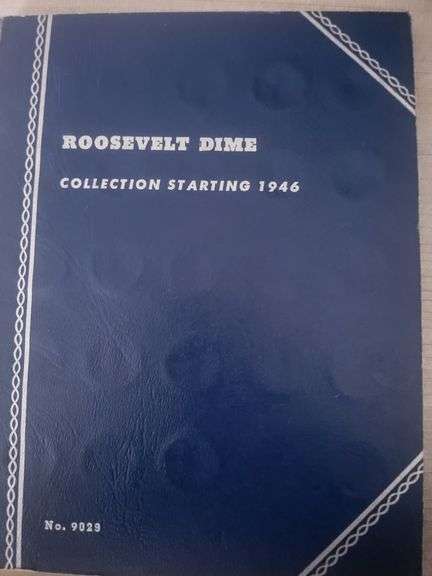 ROOSEVELT DIME
COLLECTION STARTING 1946
No. 9029